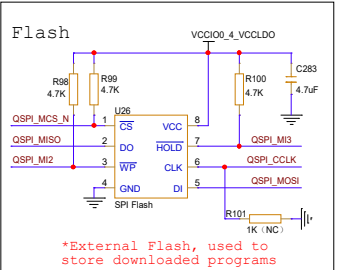 Flash
VCCIO0_4_VCCLDO
R98
4.7K
R99
4.7K
R100
4.7K
C283
4.7uF
U26
QSPI_MCS_N
1
CS
VCC
8
QSPI_MISO
2
DO
HOLD
7
QSPI_MI3
QSPI_MI2
3
WP
CLK
6
QSPI_CCLK
4
GND
DI
5
QSPI_MOSI
SPI Flash
R101
1K（NC）
*External Flash, used to
store downloaded programs